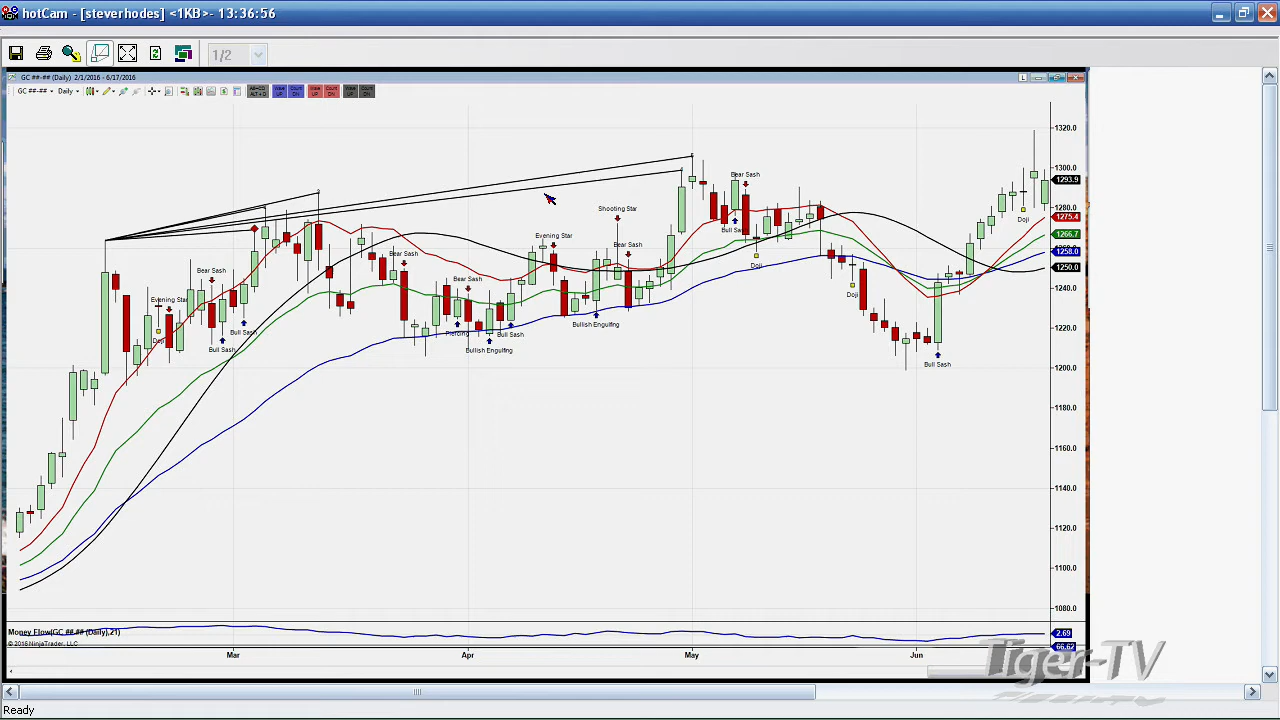 hotCam - [steverhodes] <1KB>- 13:36:56
1/2
GC ##-## (Daily) 2/1/2016 - 6/17/2016
L
GC ##-## Daily
1320.0
1300.0
1293.9
1280.0
1275.4
1266.7
1258.0
1250.0
1240.0
1220.0
1200.0
1180.0
1160.0
1140.0
1120.0
1100.0
1080.0
Bear Sash
Shooting Star
Evening Star
Bear Sash
Bear Sash
Bear Sash
Bear Sash
Evening Star
Doji
Bull Sash
Bull Sash
Piercing
Bullish Engulfing
Bull Sash
Bullish Engulfing
Doji
Doji
Doji
Bull Sash
Money Flow(GC ##-## (Daily),21)
© 2016 NinjaTrader, LLC
2.69
66.62
Mar Apr May Jun
Tiger-TV
Ready